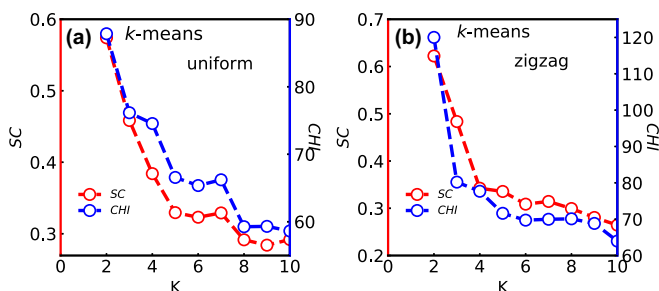 (a) k-means
uniform
0.6
0.5
0.4
0.3
SC
90
80
70
60
CHI
SC
CHI
0 2 4 6 8 10
K
(b) k-means
zigzag
0.7
0.6
0.5
0.4
0.3
0.2
SC
120
110
100
90
80
70
60
CHI
SC
CHI
0 2 4 6 8 10
K